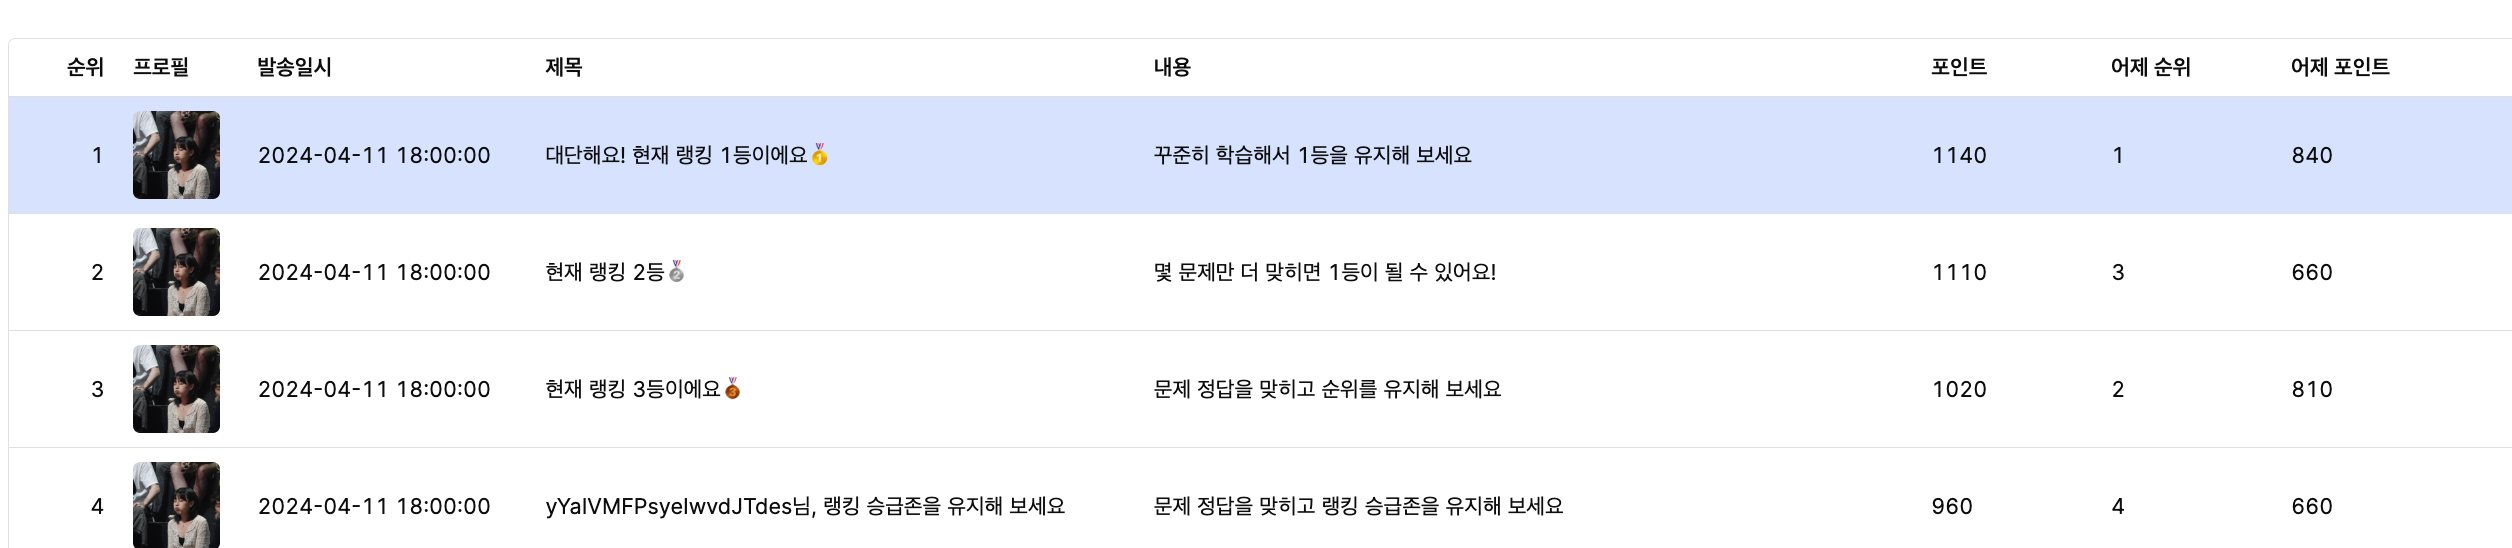 순위 프로필 발송일시 제목 내용 포인트 어제 순위 어제 포인트
1 2024-04-11 18:00:00 대단해요! 현재 랭킹 1등이에요🥇 꾸준히 학습해서 1등을 유지해 보세요 1140 1 840
2 2024-04-11 18:00:00 현재 랭킹 2등🥈 몇 문제만 더 맞히면 1등이 될 수 있어요! 1110 3 660
3 2024-04-11 18:00:00 현재 랭킹 3등이에요🥉 문제 정답을 맞히고 순위를 유지해 보세요 1020 2 810
4 2024-04-11 18:00:00 yYalVMFPsyelwvdJTdes님, 랭킹 승급존을 유지해 보세요 문제 정답을 맞히고 랭킹 승급존을 유지해 보세요 960 4 660